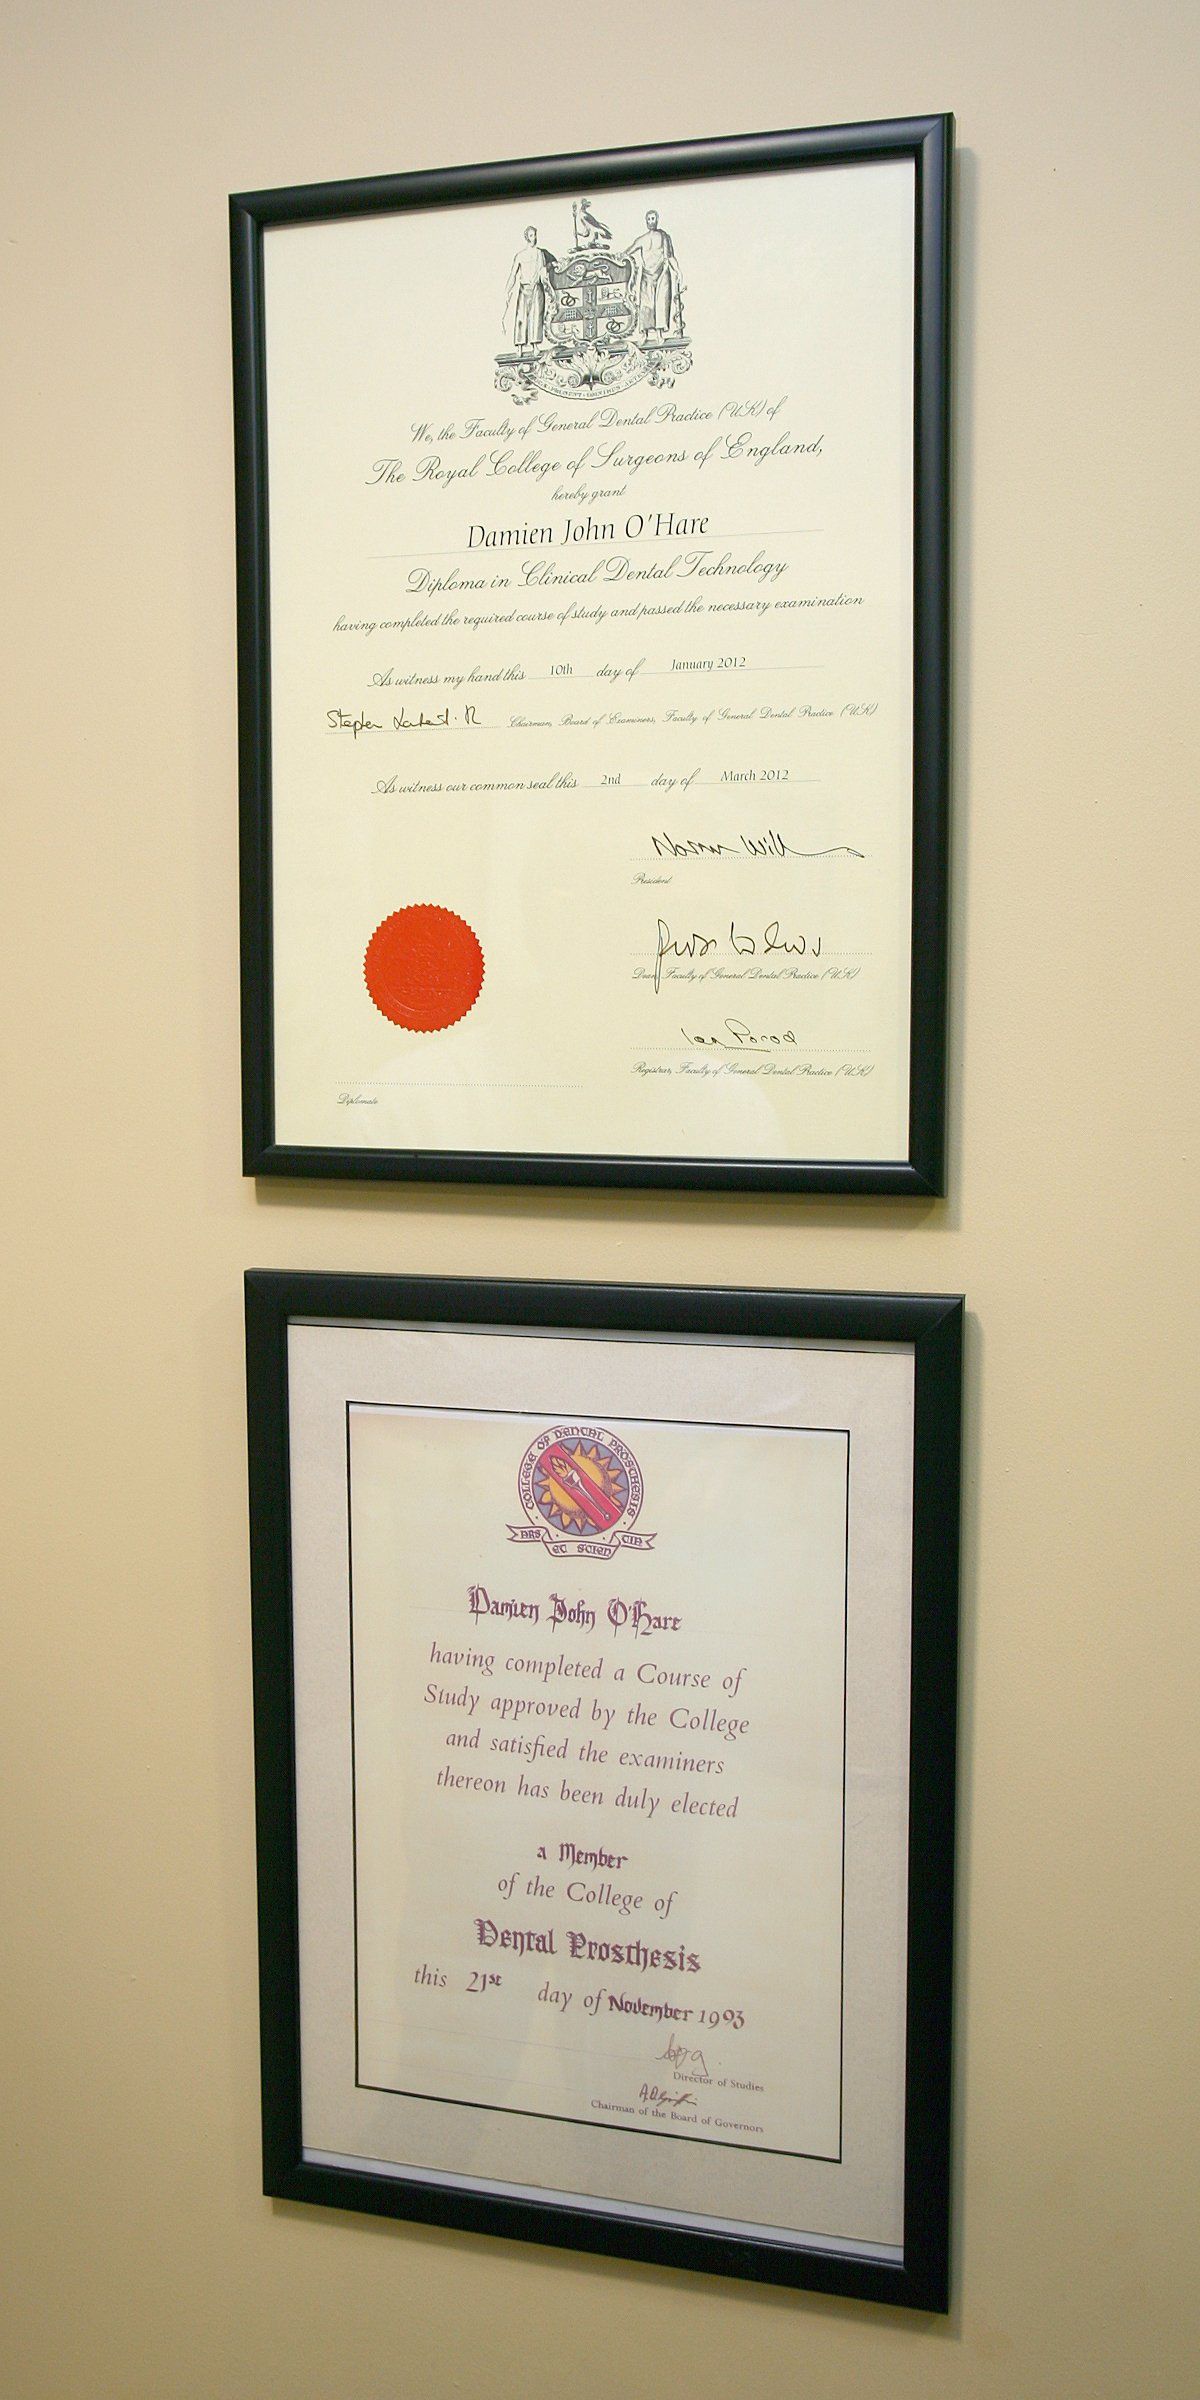 We, the Faculty of General Dental Practice (UK) of
The Royal College of Surgeons of England,
hereby grant
Damien John O'Hare
Diploma in Clinical Dental Technology
having completed the required course of study and passed the necessary examination
As witness my hand this 10th day of January 2012
Stephen Chairman, Board of Examiners, Faculty of General Dental Practice (UK)
As witness our common seal this 2nd day of March 2012
President
Dean, Faculty of General Dental Practice (UK)
Registrar, Faculty of General Dental Practice (UK)
Diplomate
COLLEGE OF DENTAL PROSTHESIS
ARS ET SCIENTIA
Damien John O'Hare
having completed a Course of
Study approved by the College
and satisfied the examiners
thereon has been duly elected
a Member
of the College of
Dental Prosthesis
this 21st day of November 1993
Director of Studies
Chairman of the Board of Governors